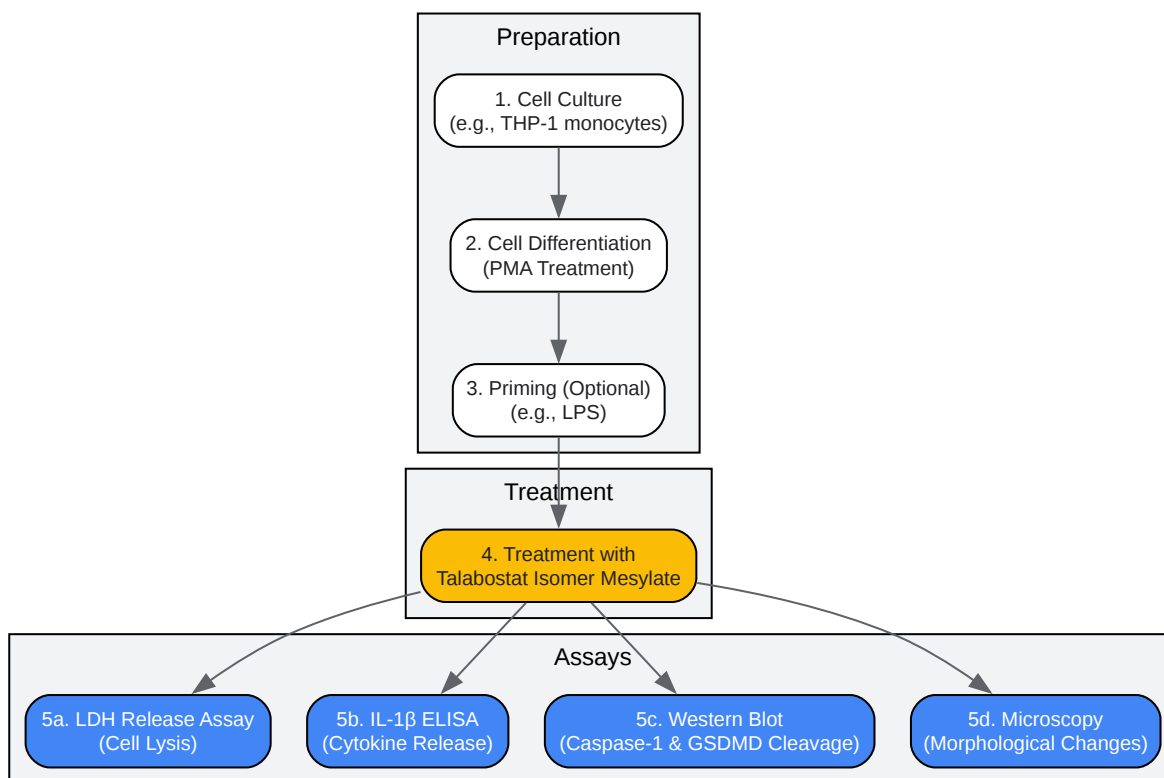 Preparation
1. Cell Culture
(e.g., THP-1 monocytes)
2. Cell Differentiation
(PMA Treatment)
3. Priming (Optional)
(e.g., LPS)
Treatment
4. Treatment with
Talabostat Isomer Mesylate
Assays
5a. LDH Release Assay
(Cell Lysis)
5b. IL-1β ELISA
(Cytokine Release)
5c. Western Blot
(Caspase-1 & GSDMD Cleavage)
5d. Microscopy
(Morphological Changes)